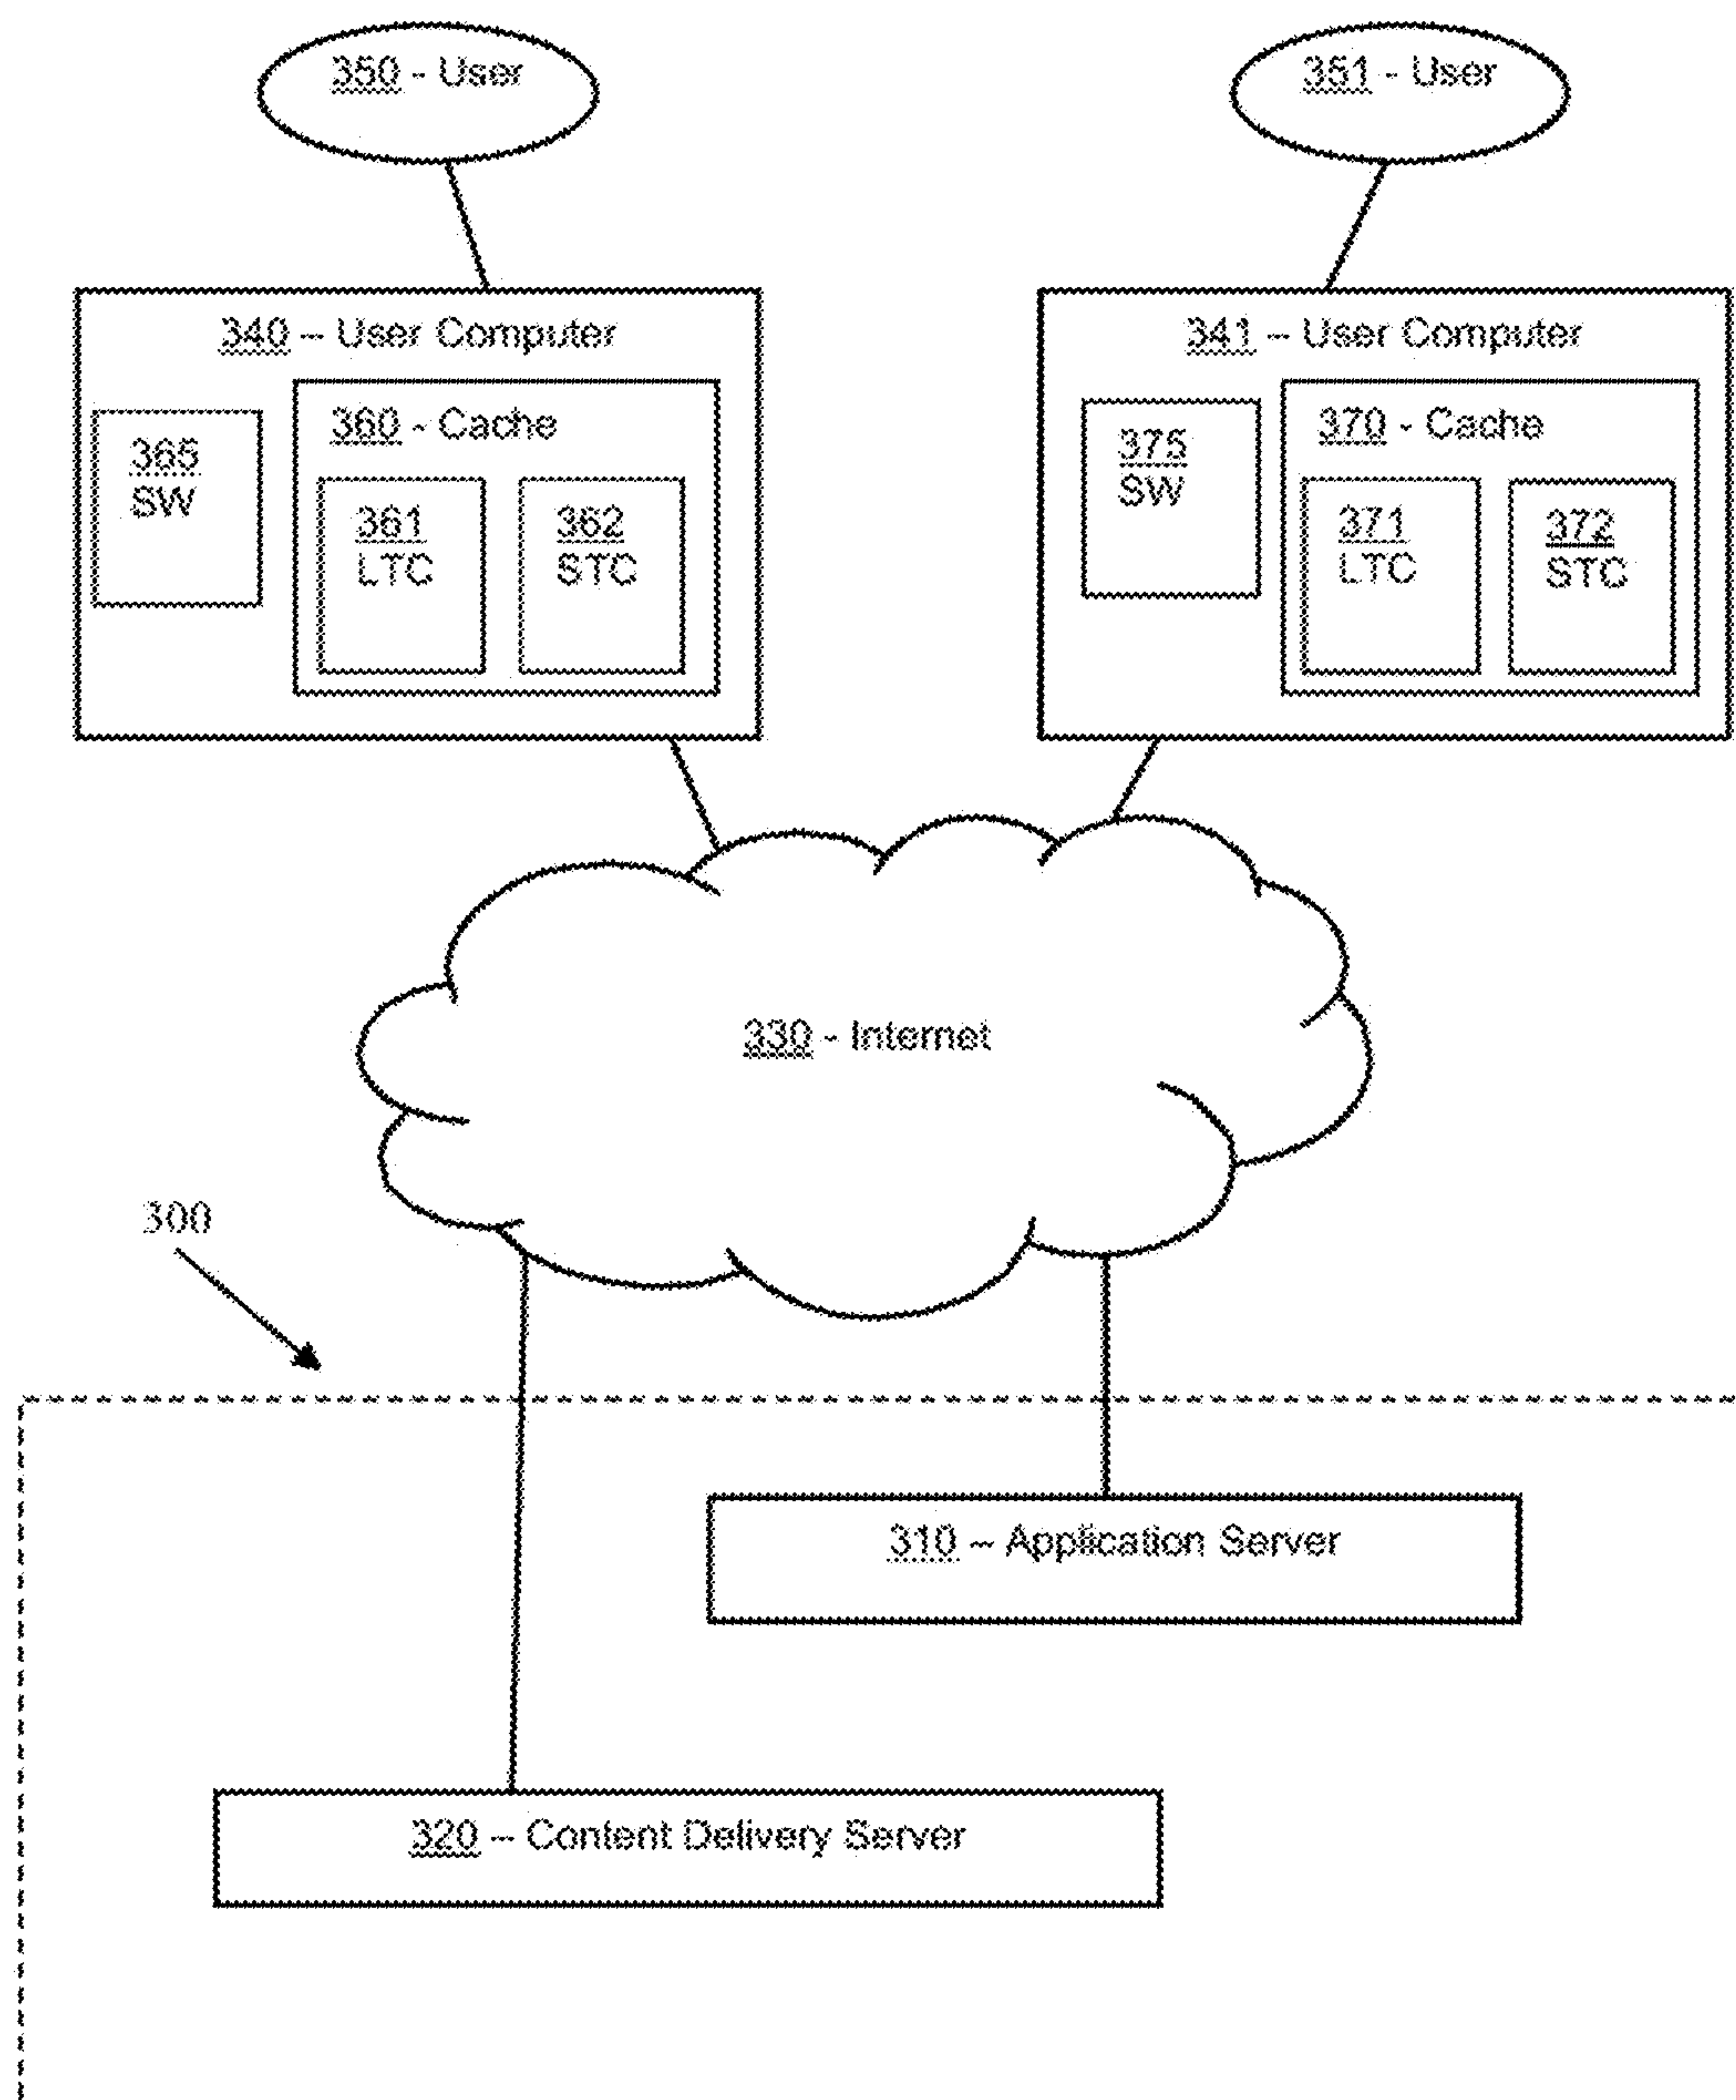 350 - User
351 - User
340 – User Computer
365
SW
360 - Cache
361
LTC
362
STC
341 – User Computer
375
SW
370 - Cache
371
LTC
372
STC
330 - Internet
300
310 – Application Server
320 – Content Delivery Server